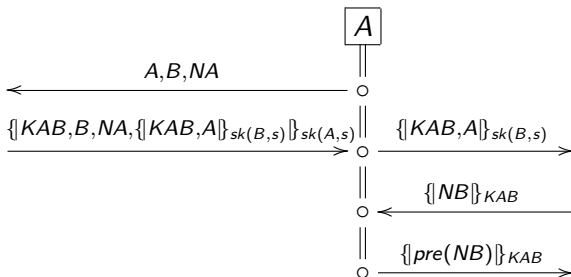 A
A,B,NA
{|KAB,B,NA,{|KAB,A|}sk(B,s)|}sk(A,s)
{|KAB,A|}sk(B,s)
{|NB|}KAB
{|pre(NB)|}KAB